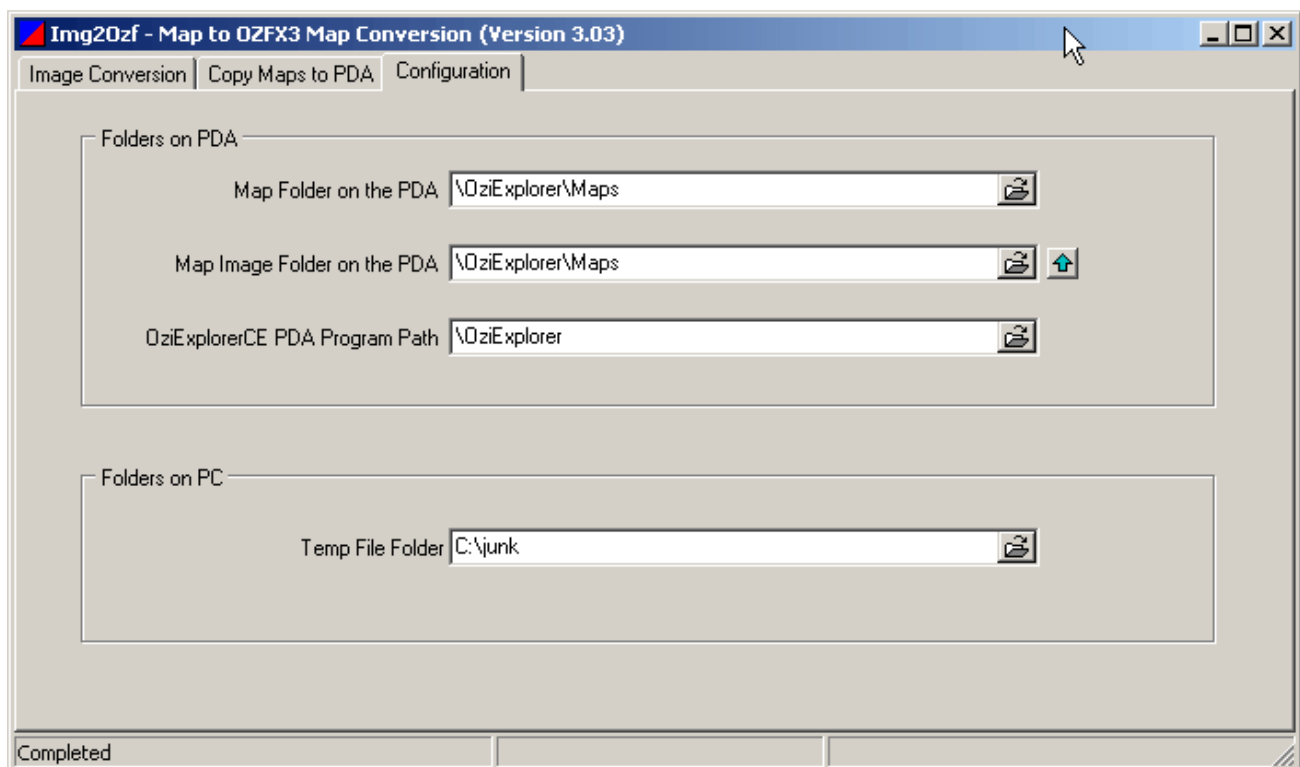 Img2Ozf - Map to OZFX3 Map Conversion (Version 3.03)
Image Conversion Copy Maps to PDA Configuration
Folders on PDA
Map Folder on the PDA \OziExplorer\Maps
Map Image Folder on the PDA \OziExplorer\Maps
OziExplorerCE PDA Program Path \OziExplorer
Folders on PC
Temp File Folder C:\junk
Completed